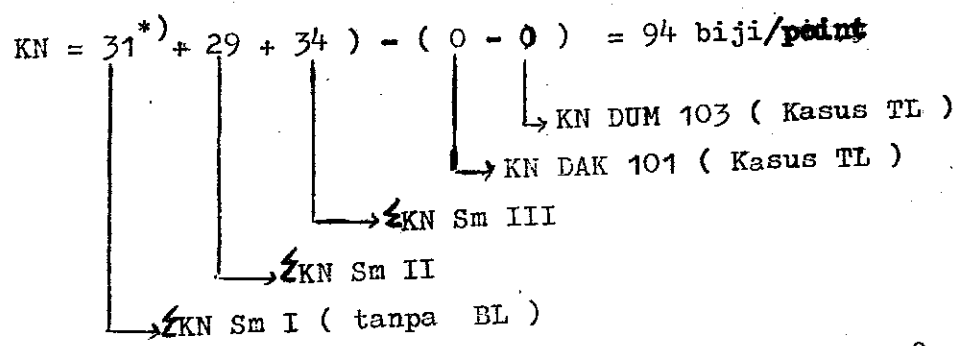 KN = 31*) + 29 + 34 ) - ( 0 - 0 ) = 94 biji/point
KN DUM 103 ( Kasus TL )
KN DAK 101 ( Kasus TL )
ΣKN Sm III
ΣKN Sm II
ΣKN Sm I ( tanpa BL )